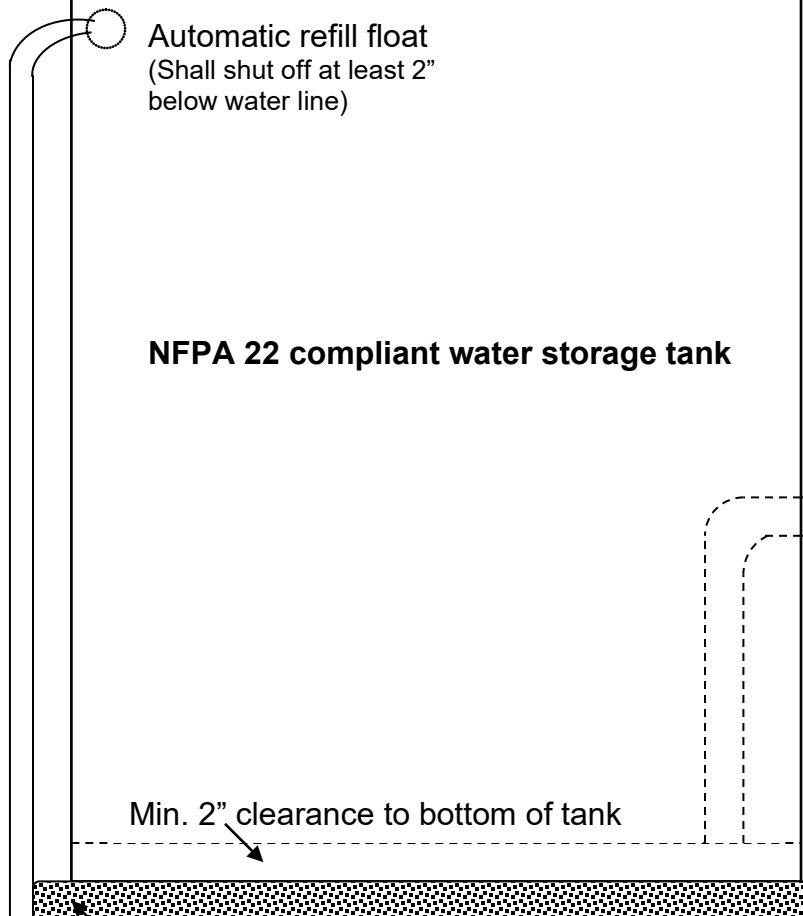 Automatic refill float
(Shall shut off at least 2”
below water line)
NFPA 22 compliant water storage tank
Min. 2” clearance to bottom of tank